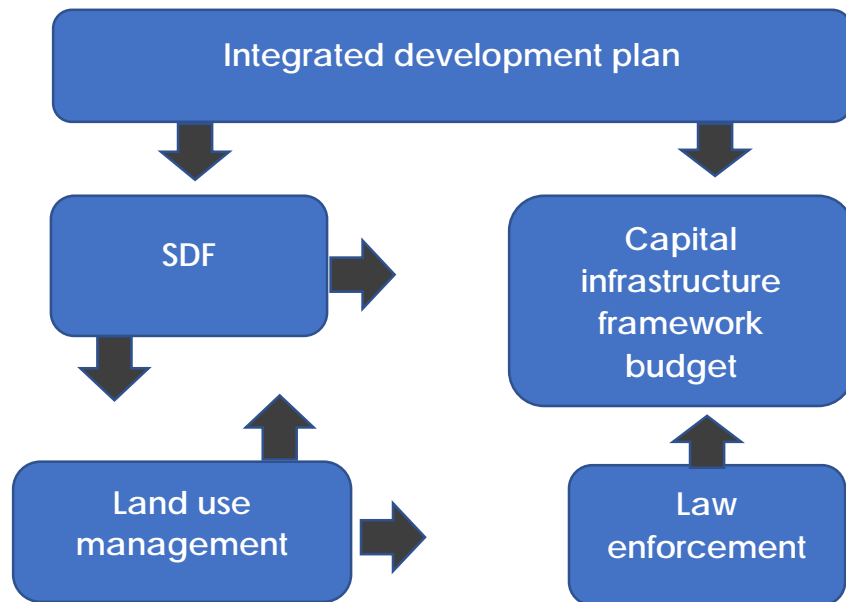 Integrated development plan
SDF
Capital
infrastructure
framework
budget
Land use
management
Law
enforcement